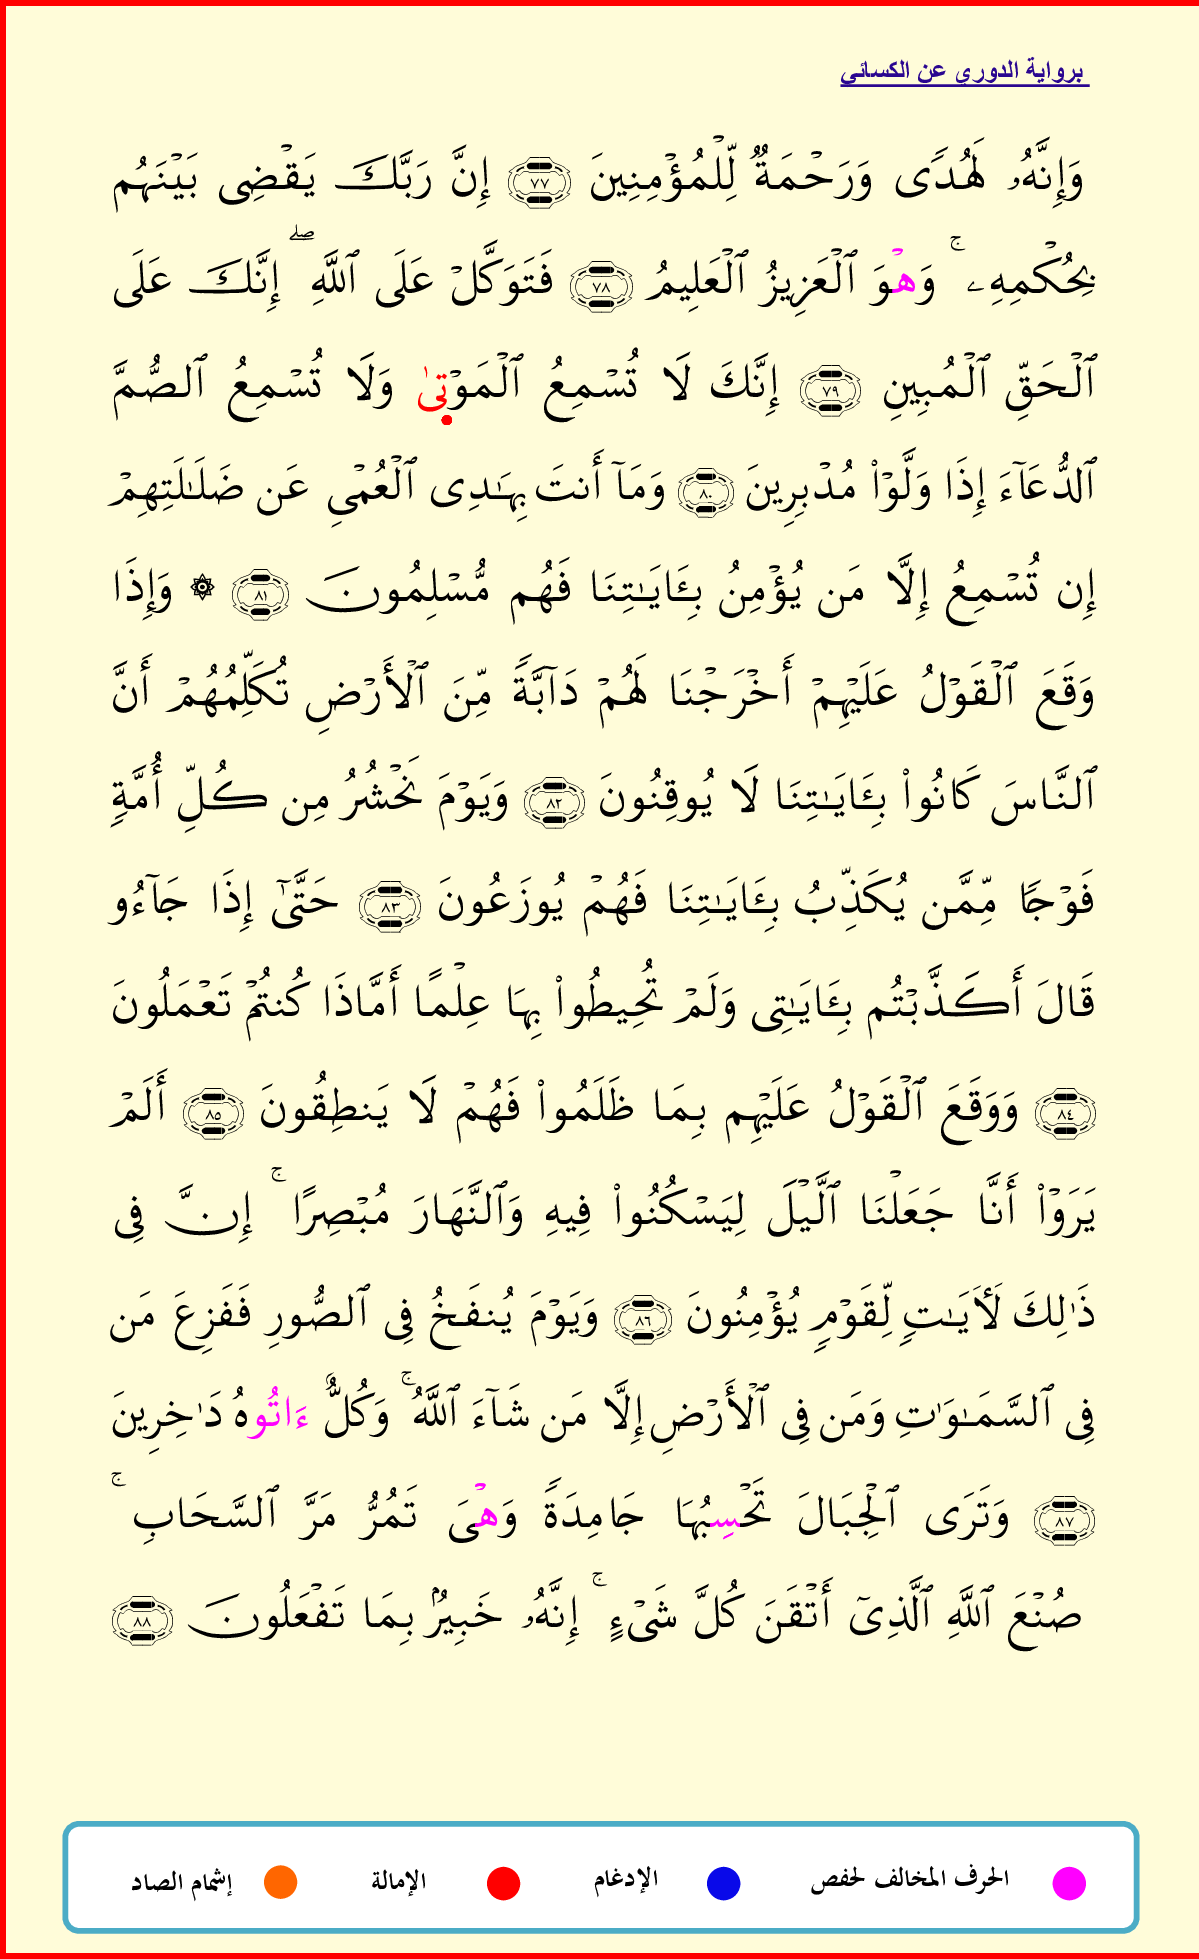 برواية الدوري عن الكسائي
وَإِنَّهُۥ لَهُدًى وَرَحْمَةٌ لِّلْمُؤْمِنِينَ ٧٧ إِنَّ رَبَّكَ يَقْضِى بَيْنَهُم
بِحُكْمِهِۦ ۚ وَهْوَ ٱلْعَزِيزُ ٱلْعَلِيمُ ٧٨ فَتَوَكَّلْ عَلَى ٱللَّهِ ۖ إِنَّكَ عَلَى
ٱلْحَقِّ ٱلْمُبِينِ ٧٩ إِنَّكَ لَا تُسْمِعُ ٱلْمَوْتىٰ وَلَا تُسْمِعُ ٱلصُّمَّ
ٱلدُّعَآءَ إِذَا وَلَّوْا۟ مُدْبِرِينَ ٨٠ وَمَآ أَنتَ بِهَـٰدِى ٱلْعُمْىِ عَن ضَلَـٰلَتِهِمْ
إِن تُسْمِعُ إِلَّا مَن يُؤْمِنُ بِـَٔايَـٰتِنَا فَهُم مُّسْلِمُونَ ٨١ ۞ وَإِذَا
وَقَعَ ٱلْقَوْلُ عَلَيْهِمْ أَخْرَجْنَا لَهُمْ دَآبَّةً مِّنَ ٱلْأَرْضِ تُكَلِّمُهُمْ أَنَّ
ٱلنَّاسَ كَانُوا۟ بِـَٔايَـٰتِنَا لَا يُوقِنُونَ ٨٢ وَيَوْمَ نَحْشُرُ مِن كُلِّ أُمَّةٍ
فَوْجًا مِّمَّن يُكَذِّبُ بِـَٔايَـٰتِنَا فَهُمْ يُوزَعُونَ ٨٣ حَتَّىٰٓ إِذَا جَآءُو
قَالَ أَكَذَّبْتُم بِـَٔايَـٰتِى وَلَمْ تُحِيطُوا۟ بِهَا عِلْمًا أَمَّاذَا كُنتُمْ تَعْمَلُونَ
٨٤ وَوَقَعَ ٱلْقَوْلُ عَلَيْهِم بِمَا ظَلَمُوا۟ فَهُمْ لَا يَنطِقُونَ ٨٥ أَلَمْ
يَرَوْا۟ أَنَّا جَعَلْنَا ٱلَّيْلَ لِيَسْكُنُوا۟ فِيهِ وَٱلنَّهَارَ مُبْصِرًا ۚ إِنَّ فِى
ذَٰلِكَ لَـَٔايَـٰتٍ لِّقَوْمٍ يُؤْمِنُونَ ٨٦ وَيَوْمَ يُنفَخُ فِى ٱلصُّورِ فَفَزِعَ مَن
فِى ٱلسَّمَـٰوَٰتِ وَمَن فِى ٱلْأَرْضِ إِلَّا مَن شَآءَ ٱللَّهُ ۚ وَكُلٌّ ءَاتُوهُ دَٰخِرِينَ
٨٧ وَتَرَى ٱلْجِبَالَ تَحْسِبُهَا جَامِدَةً وَهْىَ تَمُرُّ مَرَّ ٱلسَّحَابِ ۚ
صُنْعَ ٱللَّهِ ٱلَّذِىٓ أَتْقَنَ كُلَّ شَىْءٍ ۚ إِنَّهُۥ خَبِيرٌۢ بِمَا تَفْعَلُونَ ٨٨
الحرف المخالف لحفص الإدغام الإمالة إشمام الصاد